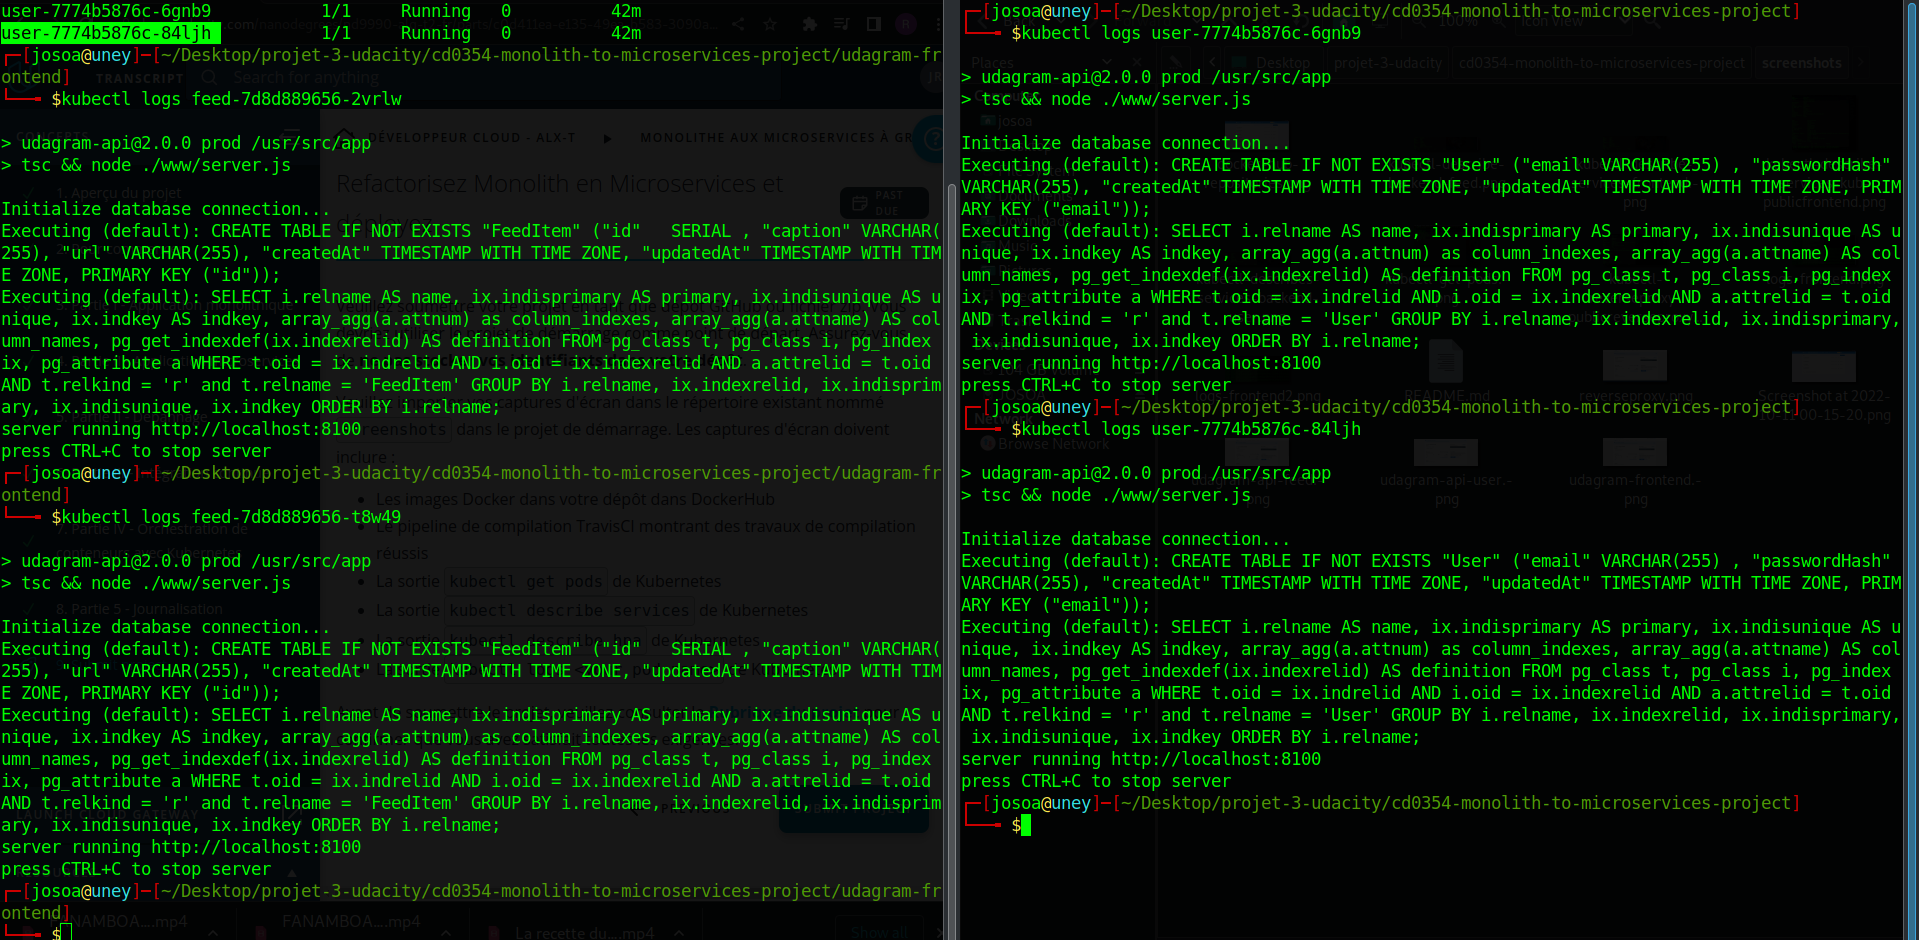 user-7774b5876c-6gnb9           1/1     Running   0          42m
user-7774b5876c-84ljh           1/1     Running   0          42m
┌─[josoa@uney]─[~/Desktop/projet-3-udacity/cd0354-monolith-to-microservices-project/udagram-fr
ontend]
└──╼ $kubectl logs feed-7d8d889656-2vrlw

> udagram-api@2.0.0 prod /usr/src/app
> tsc && node ./www/server.js

Initialize database connection...
Executing (default): CREATE TABLE IF NOT EXISTS "FeedItem" ("id"   SERIAL , "caption" VARCHAR(
255), "url" VARCHAR(255), "createdAt" TIMESTAMP WITH TIME ZONE, "updatedAt" TIMESTAMP WITH TIM
E ZONE, PRIMARY KEY ("id"));
Executing (default): SELECT i.relname AS name, ix.indisprimary AS primary, ix.indisunique AS u
nique, ix.indkey AS indkey, array_agg(a.attnum) as column_indexes, array_agg(a.attname) AS col
umn_names, pg_get_indexdef(ix.indexrelid) AS definition FROM pg_class t, pg_class i, pg_index 
ix, pg_attribute a WHERE t.oid = ix.indrelid AND i.oid = ix.indexrelid AND a.attrelid = t.oid 
AND t.relkind = 'r' and t.relname = 'FeedItem' GROUP BY i.relname, ix.indexrelid, ix.indisprim
ary, ix.indisunique, ix.indkey ORDER BY i.relname;
server running http://localhost:8100
press CTRL+C to stop server
┌─[josoa@uney]─[~/Desktop/projet-3-udacity/cd0354-monolith-to-microservices-project/udagram-fr
ontend]
└──╼ $kubectl logs feed-7d8d889656-t8w49

> udagram-api@2.0.0 prod /usr/src/app
> tsc && node ./www/server.js

Initialize database connection...
Executing (default): CREATE TABLE IF NOT EXISTS "FeedItem" ("id"   SERIAL , "caption" VARCHAR(
255), "url" VARCHAR(255), "createdAt" TIMESTAMP WITH TIME ZONE, "updatedAt" TIMESTAMP WITH TIM
E ZONE, PRIMARY KEY ("id"));
Executing (default): SELECT i.relname AS name, ix.indisprimary AS primary, ix.indisunique AS u
nique, ix.indkey AS indkey, array_agg(a.attnum) as column_indexes, array_agg(a.attname) AS col
umn_names, pg_get_indexdef(ix.indexrelid) AS definition FROM pg_class t, pg_class i, pg_index 
ix, pg_attribute a WHERE t.oid = ix.indrelid AND i.oid = ix.indexrelid AND a.attrelid = t.oid 
AND t.relkind = 'r' and t.relname = 'FeedItem' GROUP BY i.relname, ix.indexrelid, ix.indisprim
ary, ix.indisunique, ix.indkey ORDER BY i.relname;
server running http://localhost:8100
press CTRL+C to stop server
┌─[josoa@uney]─[~/Desktop/projet-3-udacity/cd0354-monolith-to-microservices-project/udagram-fr
ontend]
└──╼ $
┌─[josoa@uney]─[~/Desktop/projet-3-udacity/cd0354-monolith-to-microservices-project]
└──╼ $kubectl logs user-7774b5876c-6gnb9

> udagram-api@2.0.0 prod /usr/src/app
> tsc && node ./www/server.js

Initialize database connection...
Executing (default): CREATE TABLE IF NOT EXISTS "User" ("email" VARCHAR(255) , "passwordHash" 
VARCHAR(255), "createdAt" TIMESTAMP WITH TIME ZONE, "updatedAt" TIMESTAMP WITH TIME ZONE, PRIM
ARY KEY ("email"));
Executing (default): SELECT i.relname AS name, ix.indisprimary AS primary, ix.indisunique AS u
nique, ix.indkey AS indkey, array_agg(a.attnum) as column_indexes, array_agg(a.attname) AS col
umn_names, pg_get_indexdef(ix.indexrelid) AS definition FROM pg_class t, pg_class i, pg_index 
ix, pg_attribute a WHERE t.oid = ix.indrelid AND i.oid = ix.indexrelid AND a.attrelid = t.oid 
AND t.relkind = 'r' and t.relname = 'User' GROUP BY i.relname, ix.indexrelid, ix.indisprimary,
 ix.indisunique, ix.indkey ORDER BY i.relname;
server running http://localhost:8100
press CTRL+C to stop server
┌─[josoa@uney]─[~/Desktop/projet-3-udacity/cd0354-monolith-to-microservices-project]
└──╼ $kubectl logs user-7774b5876c-84ljh

> udagram-api@2.0.0 prod /usr/src/app
> tsc && node ./www/server.js

Initialize database connection...
Executing (default): CREATE TABLE IF NOT EXISTS "User" ("email" VARCHAR(255) , "passwordHash" 
VARCHAR(255), "createdAt" TIMESTAMP WITH TIME ZONE, "updatedAt" TIMESTAMP WITH TIME ZONE, PRIM
ARY KEY ("email"));
Executing (default): SELECT i.relname AS name, ix.indisprimary AS primary, ix.indisunique AS u
nique, ix.indkey AS indkey, array_agg(a.attnum) as column_indexes, array_agg(a.attname) AS col
umn_names, pg_get_indexdef(ix.indexrelid) AS definition FROM pg_class t, pg_class i, pg_index 
ix, pg_attribute a WHERE t.oid = ix.indrelid AND i.oid = ix.indexrelid AND a.attrelid = t.oid 
AND t.relkind = 'r' and t.relname = 'User' GROUP BY i.relname, ix.indexrelid, ix.indisprimary,
 ix.indisunique, ix.indkey ORDER BY i.relname;
server running http://localhost:8100
press CTRL+C to stop server
┌─[josoa@uney]─[~/Desktop/projet-3-udacity/cd0354-monolith-to-microservices-project]
└──╼ $